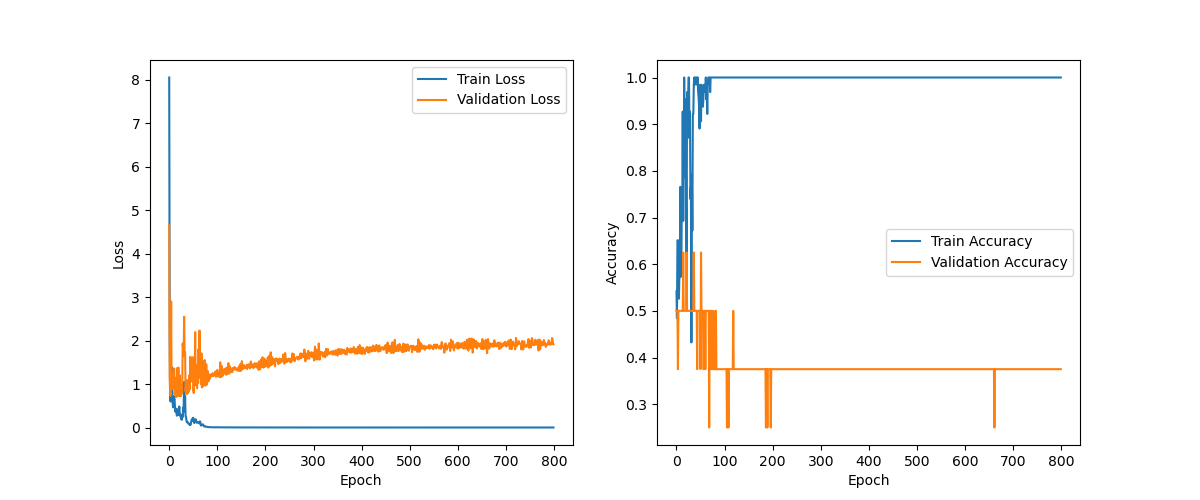 8
7
6
5
4
3
2
1
0
Loss
0 100 200 300 400 500 600 700 800
Epoch
Train Loss
Validation Loss
1.0
0.9
0.8
0.7
0.6
0.5
0.4
0.3
Accuracy
0 100 200 300 400 500 600 700 800
Epoch
Train Accuracy
Validation Accuracy